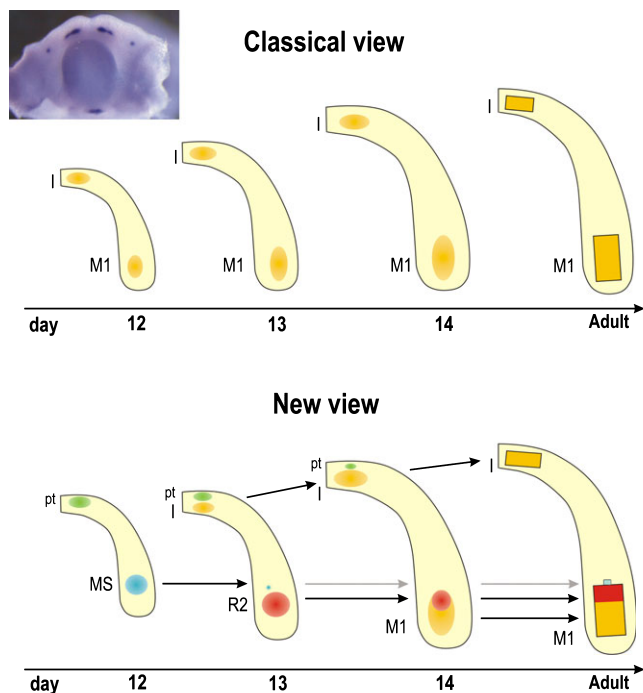 Classical view
I
I
I
I
M1
M1
M1
M1
day 12 13 14 Adult
New view
pt
pt
I
pt
I
I
MS
R2
M1
M1
day 12 13 14 Adult